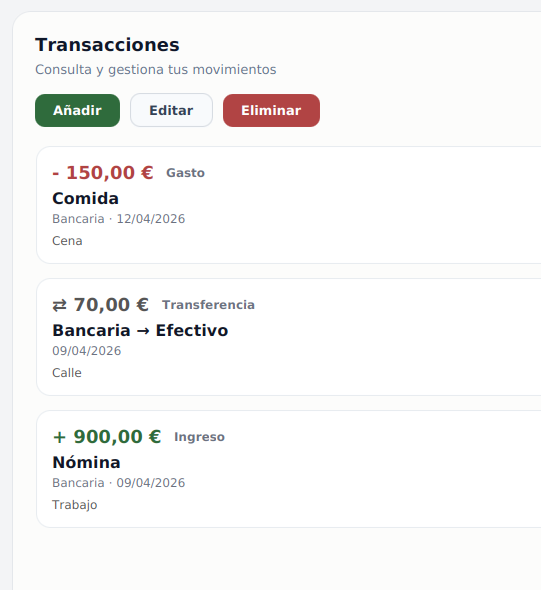 Transacciones
Consulta y gestiona tus movimientos
Añadir Editar Eliminar
- 150,00 € Gasto
Comida
Bancaria · 12/04/2026
Cena
⇄ 70,00 € Transferencia
Bancaria → Efectivo
09/04/2026
Calle
+ 900,00 € Ingreso
Nómina
Bancaria · 09/04/2026
Trabajo